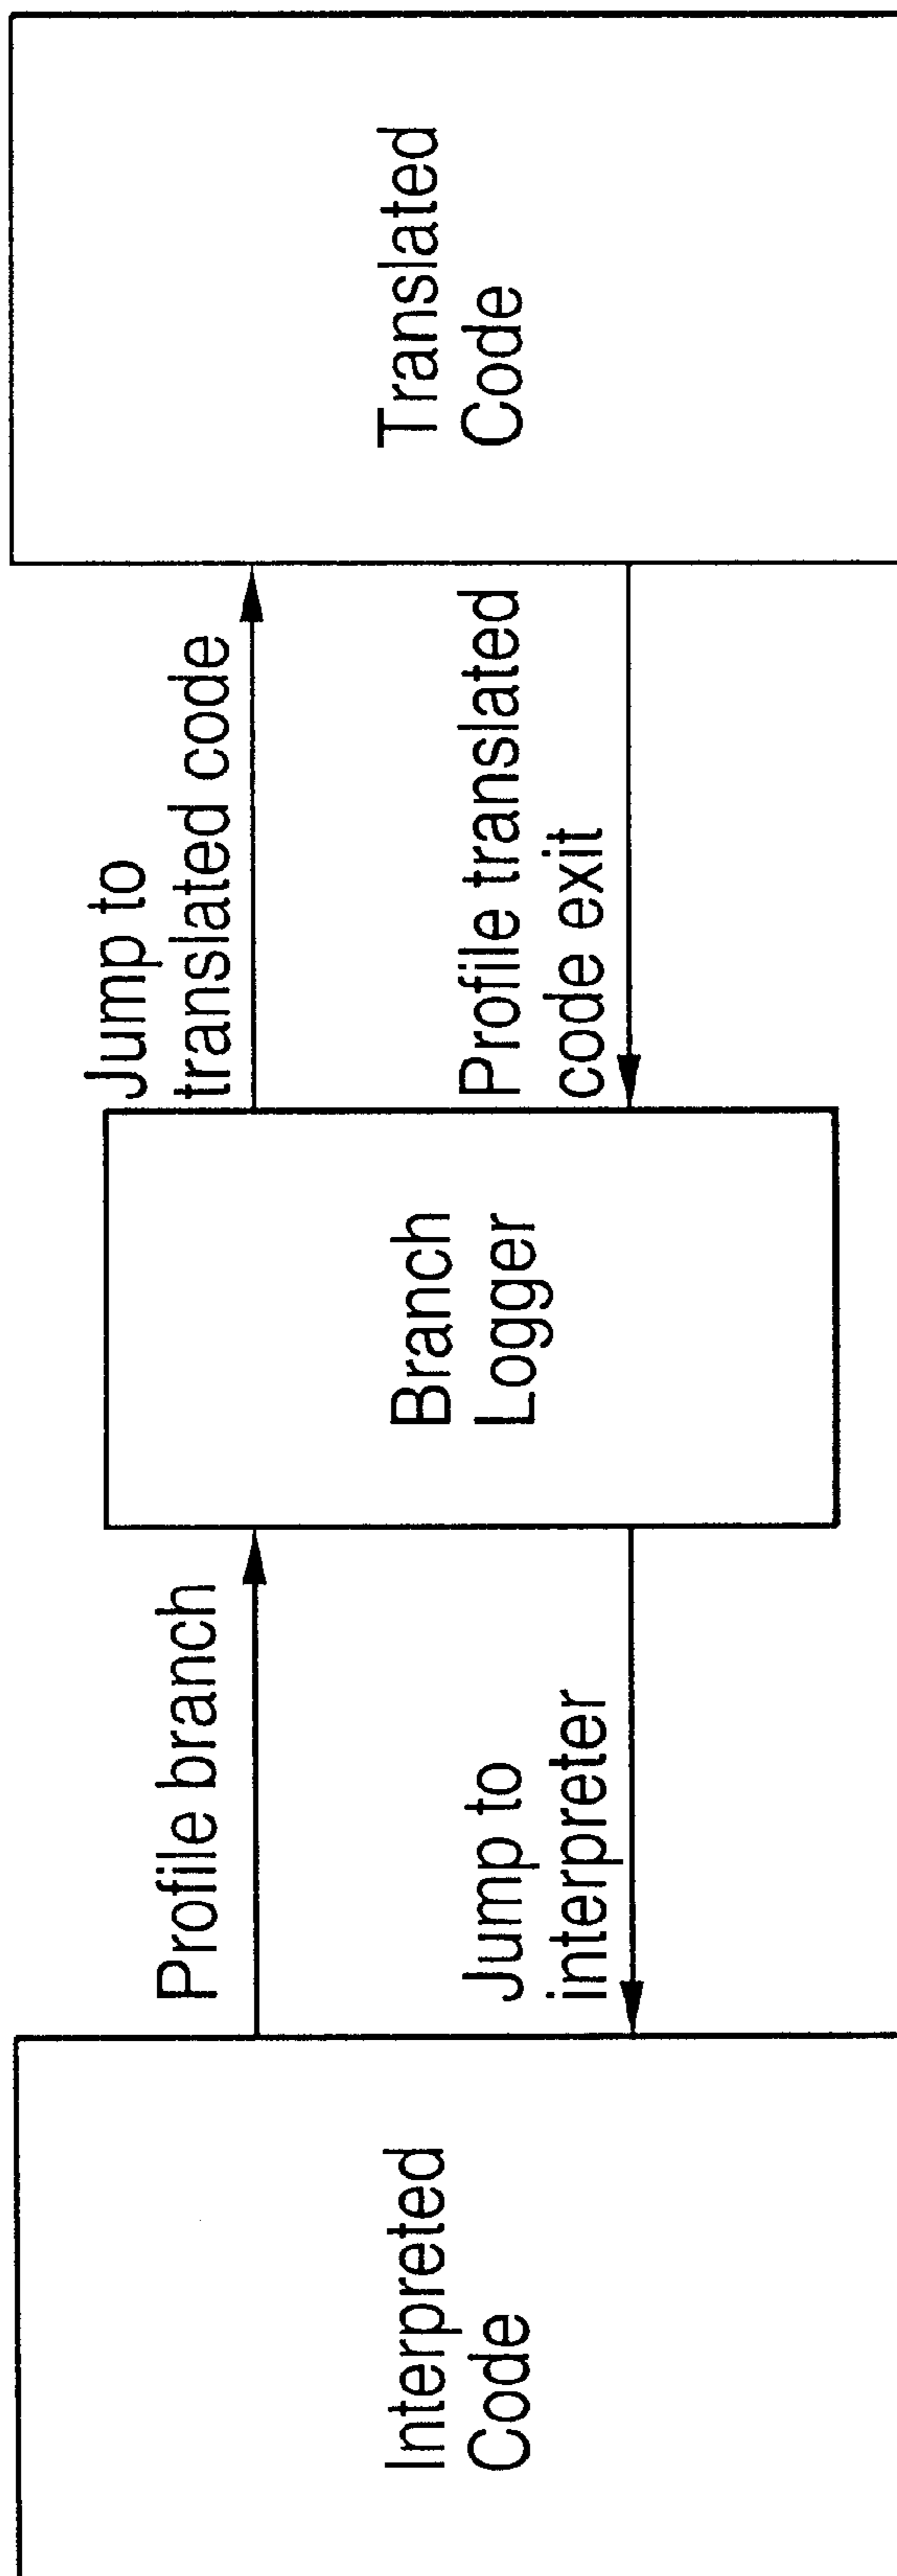 Interpreted
Code
Profile branch
Jump to
interpreter
Branch
Logger
Jump to
translated code
Profile translated
code exit
Translated
Code